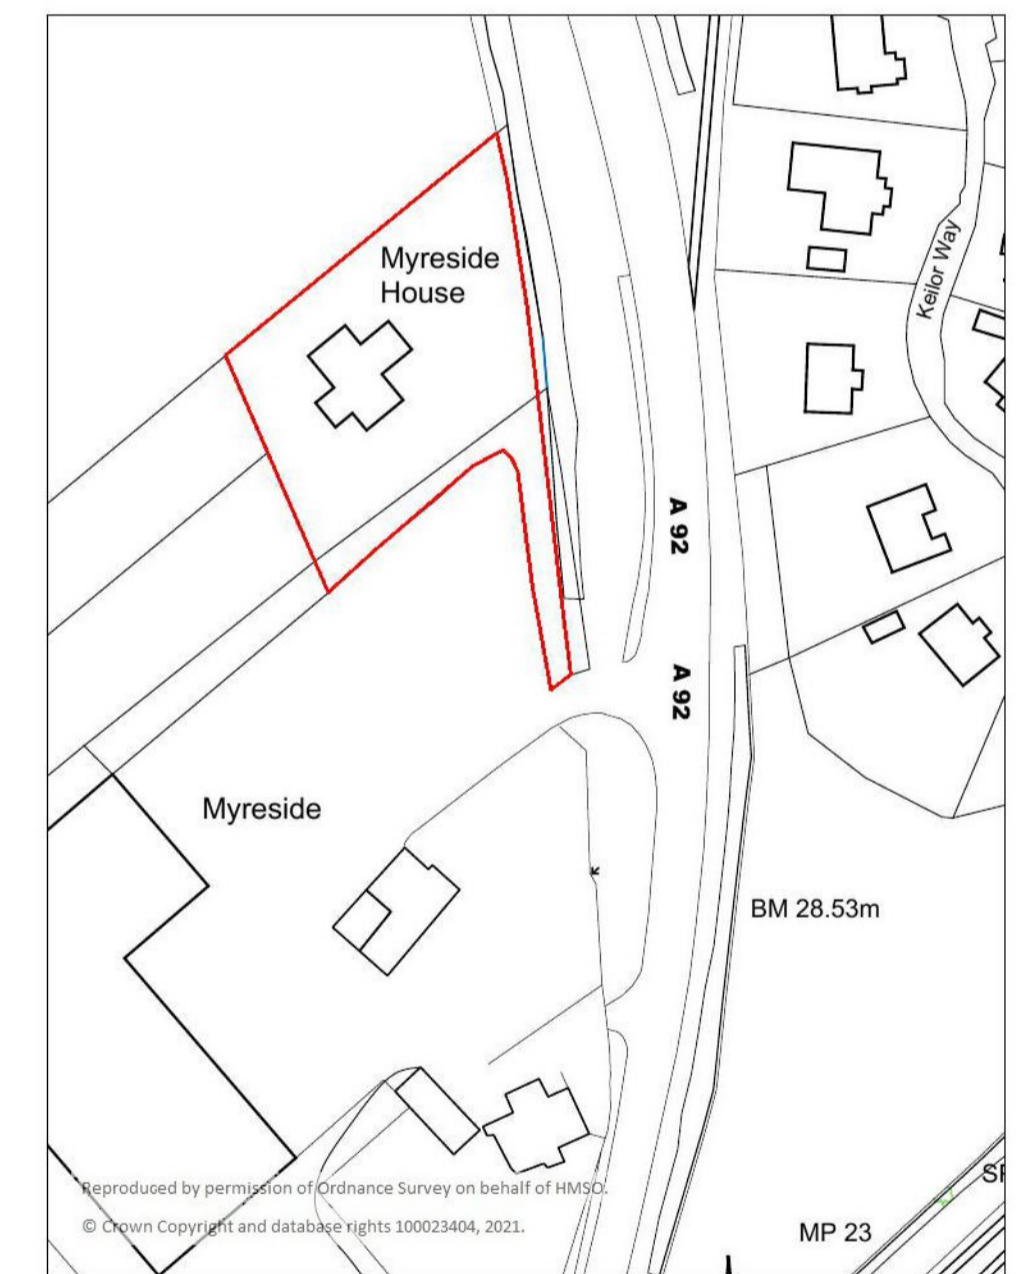 Myreside
House
Keilor Way
A 92
A 92
Myreside
BM 28.53m
Reproduced by permission of Ordnance Survey on behalf of HMSO.
© Crown Copyright and database rights 100023404, 2021.
MP 23